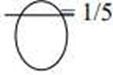 = 1/5